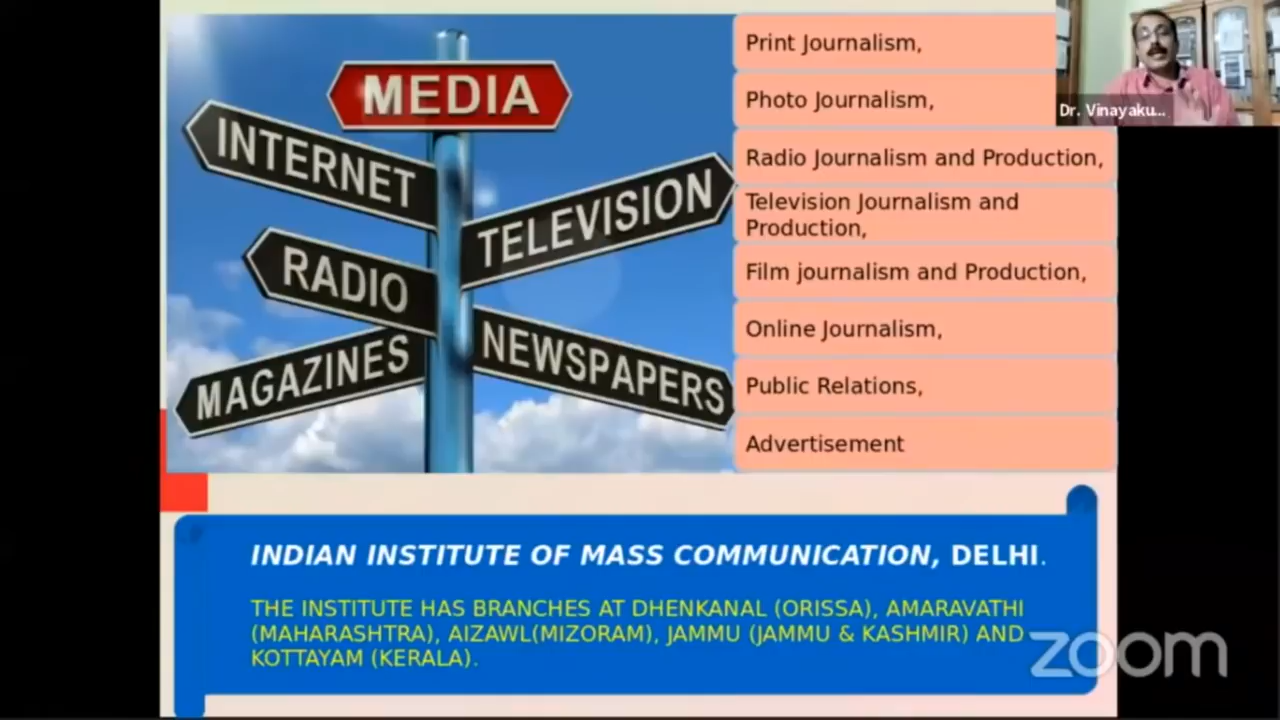 MEDIA
INTERNET
TELEVISION
RADIO
NEWSPAPERS
MAGAZINES
Print Journalism,
Photo Journalism,
Radio Journalism and Production,
Television Journalism and
Production,
Film journalism and Production,
Online Journalism,
Public Relations,
Advertisement
Dr. Vinayaku...
INDIAN INSTITUTE OF MASS COMMUNICATION, DELHI.
THE INSTITUTE HAS BRANCHES AT DHENKANAL (ORISSA), AMARAVATHI
(MAHARASHTRA), AIZAWL(MIZORAM), JAMMU (JAMMU & KASHMIR) AND
KOTTAYAM (KERALA).
zoom